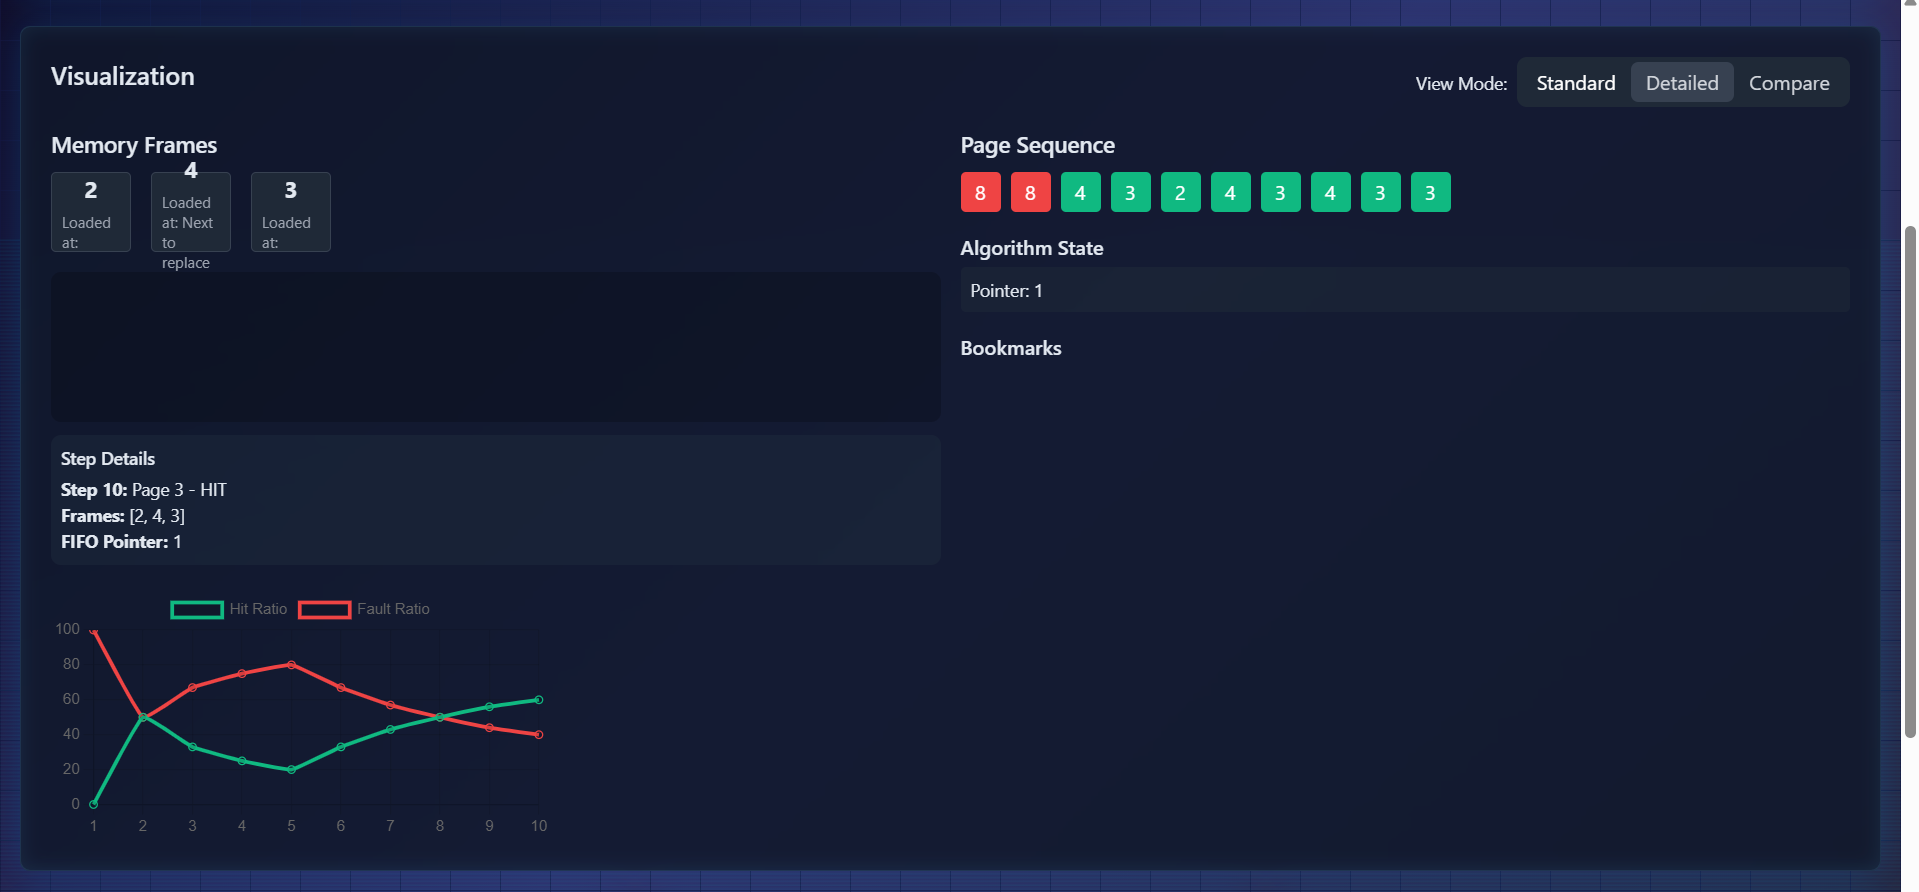 Visualization
View Mode: Standard Detailed Compare
Memory Frames
2
Loaded
at:
4
Loaded
at: Next
to
replace
3
Loaded
at:
Page Sequence
8 8 4 3 2 4 3 4 3 3
Algorithm State
Pointer: 1
Bookmarks
Step Details
Step 10: Page 3 - HIT
Frames: [2, 4, 3]
FIFO Pointer: 1
Hit Ratio Fault Ratio
100
80
60
40
20
0
1 2 3 4 5 6 7 8 9 10